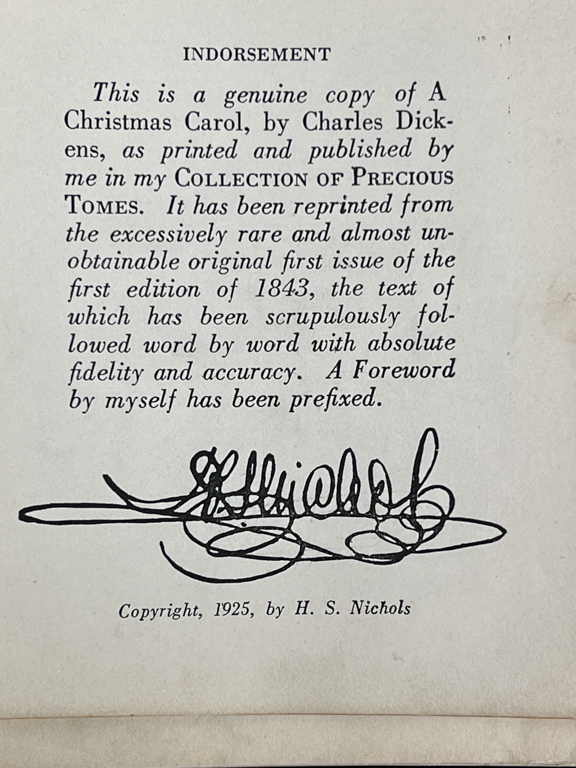 INDORSEMENT
This is a genuine copy of A
Christmas Carol, by Charles Dick-
ens, as printed and published by
me in my COLLECTION OF PRECIOUS
TOMES. It has been reprinted from
the excessively rare and almost un-
obtainable original first issue of the
first edition of 1843, the text of
which has been scrupulously fol-
lowed word by word with absolute
fidelity and accuracy. A Foreword
by myself has been prefixed.
H.S. Nichols
Copyright, 1925, by H. S. Nichols